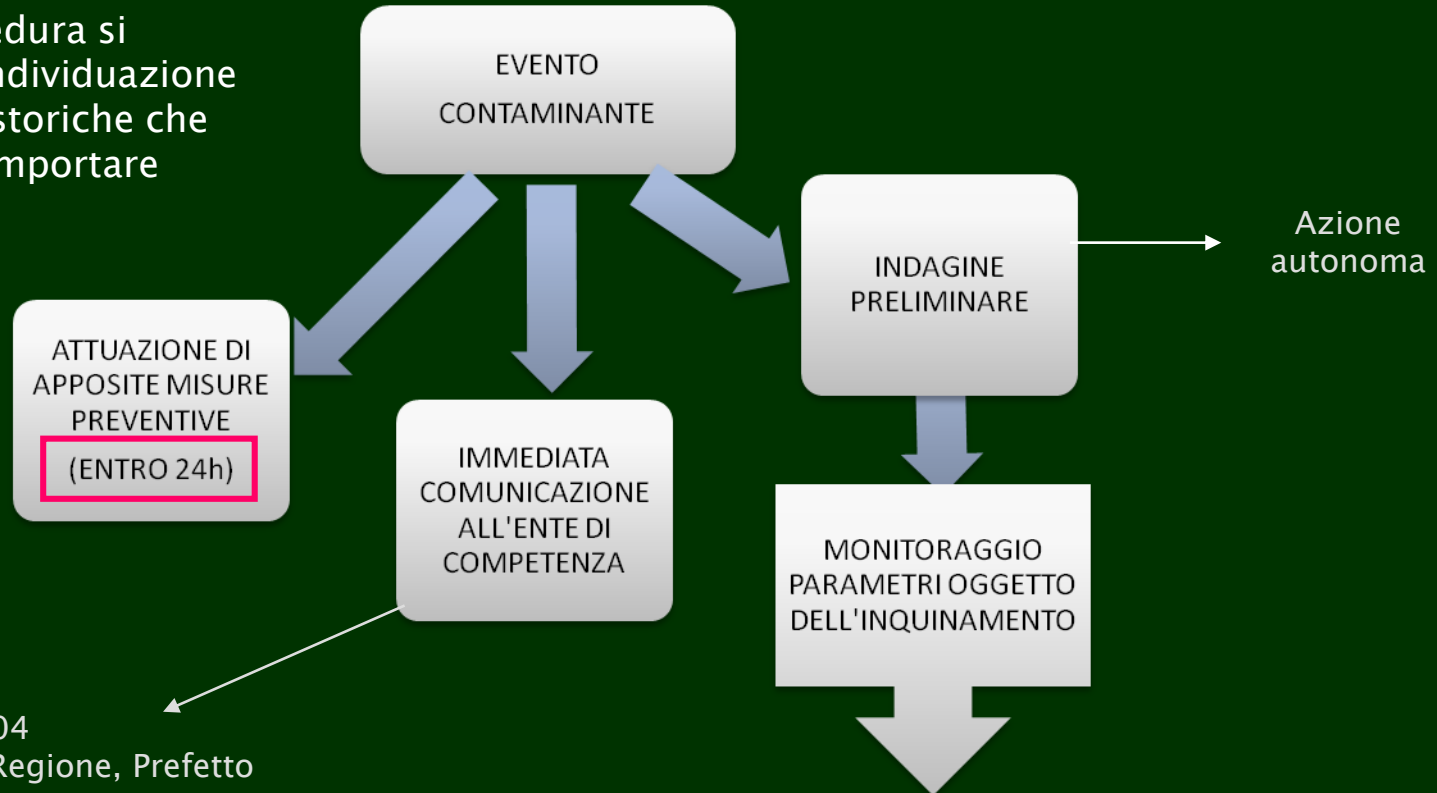 edura si
ndividuazione
storiche che
mportare
EVENTO
CONTAMINANTE
INDAGINE
PRELIMINARE
Azione
autonoma
ATTUAZIONE DI
APPOSITE MISURE
PREVENTIVE
(ENTRO 24h)
IMMEDIATA
COMUNICAZIONE
ALL'ENTE DI
COMPETENZA
MONITORAGGIO
PARAMETRI OGGETTO
DELL'INQUINAMENTO
04
Regione, Prefetto